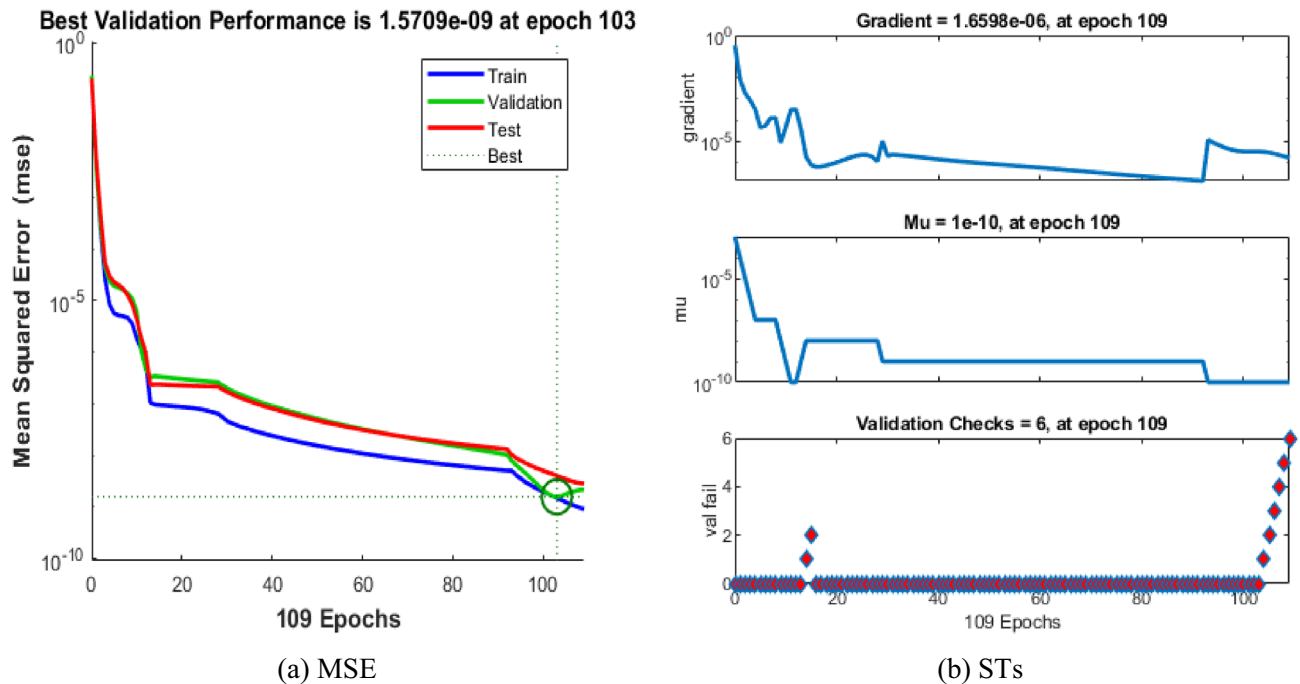 Best Validation Performance is 1.5709e-09 at epoch 103
Mean Squared Error (mse)
10^0
10^-5
10^-10
Train
Validation
Test
Best
0 20 40 60 80 100
109 Epochs
(a) MSE
Gradient = 1.6598e-06, at epoch 109
gradient
10^0
10^-5
Mu = 1e-10, at epoch 109
mu
10^-5
10^-10
Validation Checks = 6, at epoch 109
val fail
6
4
2
0
0 20 40 60 80 100
109 Epochs
(b) STs